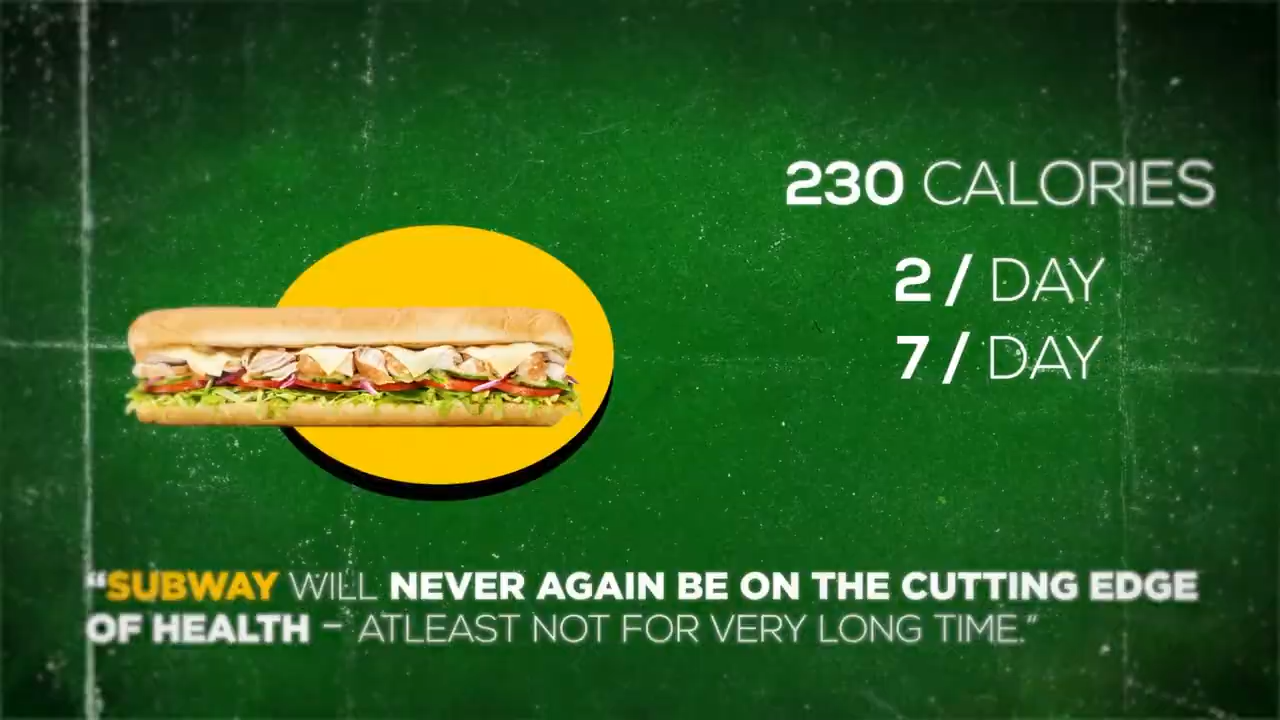 230 CALORIES
2 / DAY
7 / DAY
“SUBWAY WILL NEVER AGAIN BE ON THE CUTTING EDGE
OF HEALTH – ATLEAST NOT FOR VERY LONG TIME.”